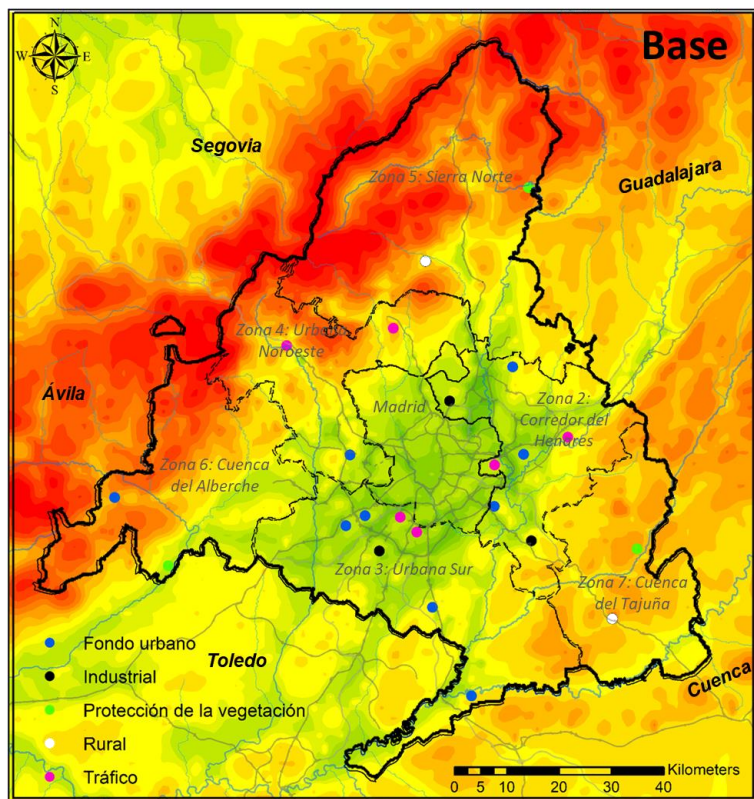 Base
N
W E
S
Segovia
Zona 5: Sierra Norte
Guadalajara
Zona 4: Urbana
Noroeste
Ávila
Madrid
Zona 2:
Corredor del
Henares
Zona 6: Cuenca
del Alberche
Zona 3: Urbana Sur
Zona 7: Cuenca
del Tajuña
Toledo
Cuenca
Fondo urbano
Industrial
Protección de la vegetación
Rural
Tráfico
Kilometers
0 5 10 20 30 40